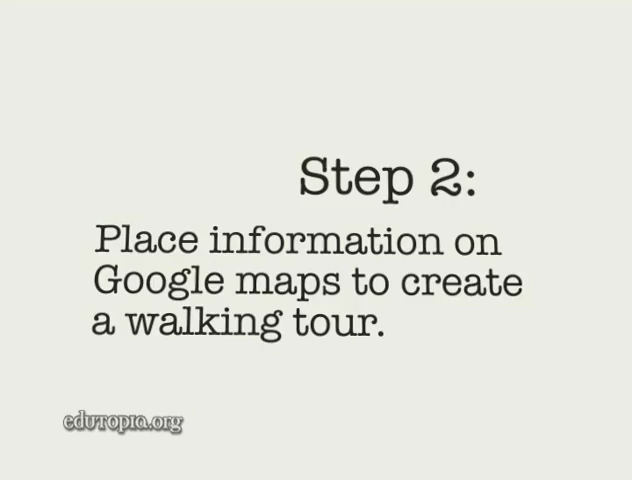 Step 2:
Place information on
Google maps to create
a walking tour.
edutopia.org